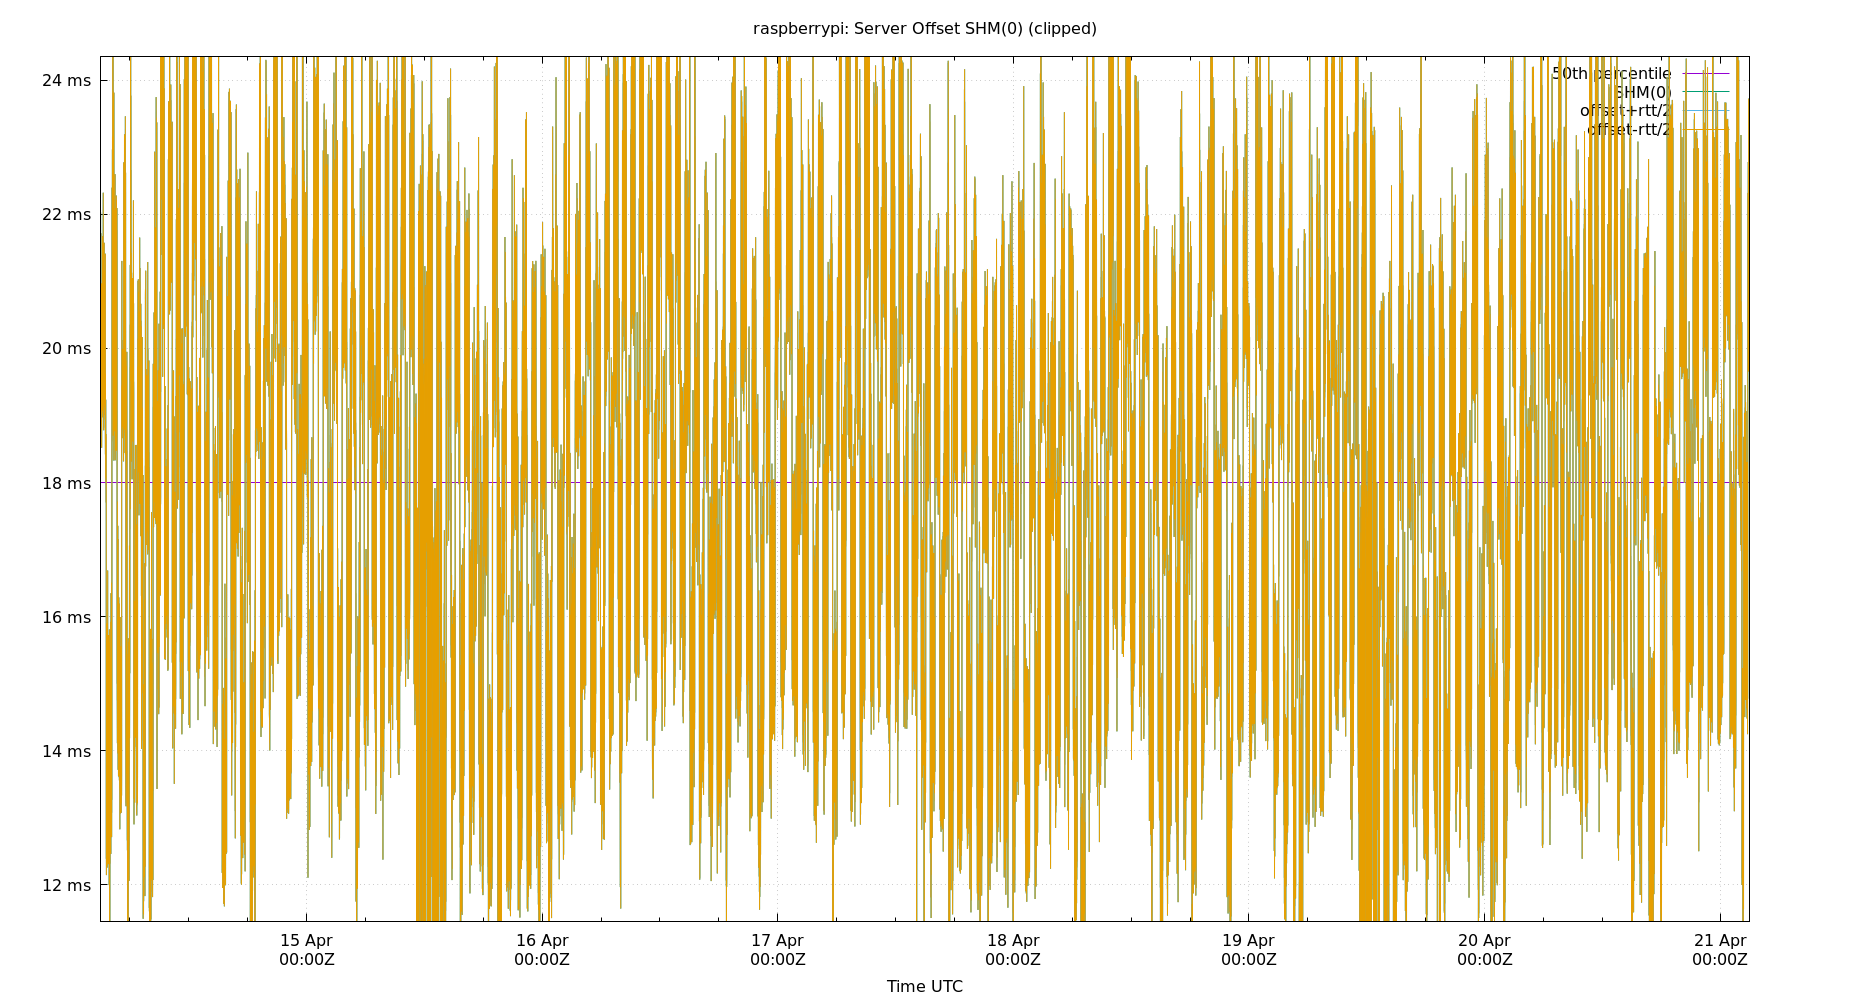 raspberrypi: Server Offset SHM(0) (clipped)
24 ms
22 ms
20 ms
18 ms
16 ms
14 ms
12 ms
50th percentile
SHM(0)
offset+rtt/2
offset-rtt/2
15 Apr
00:00Z
16 Apr
00:00Z
17 Apr
00:00Z
18 Apr
00:00Z
19 Apr
00:00Z
20 Apr
00:00Z
21 Apr
00:00Z
Time UTC